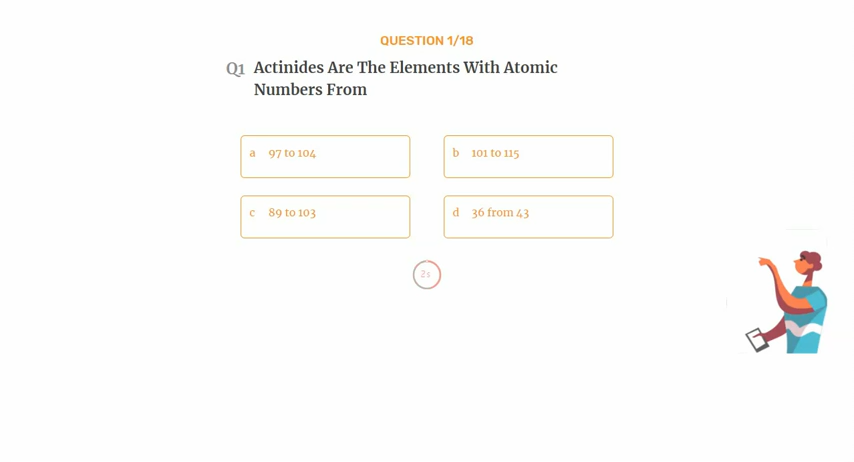 QUESTION 1/18
Q1 Actinides Are The Elements With Atomic
Numbers From
a 97 to 104
b 101 to 115
c 89 to 103
d 36 from 43
2s